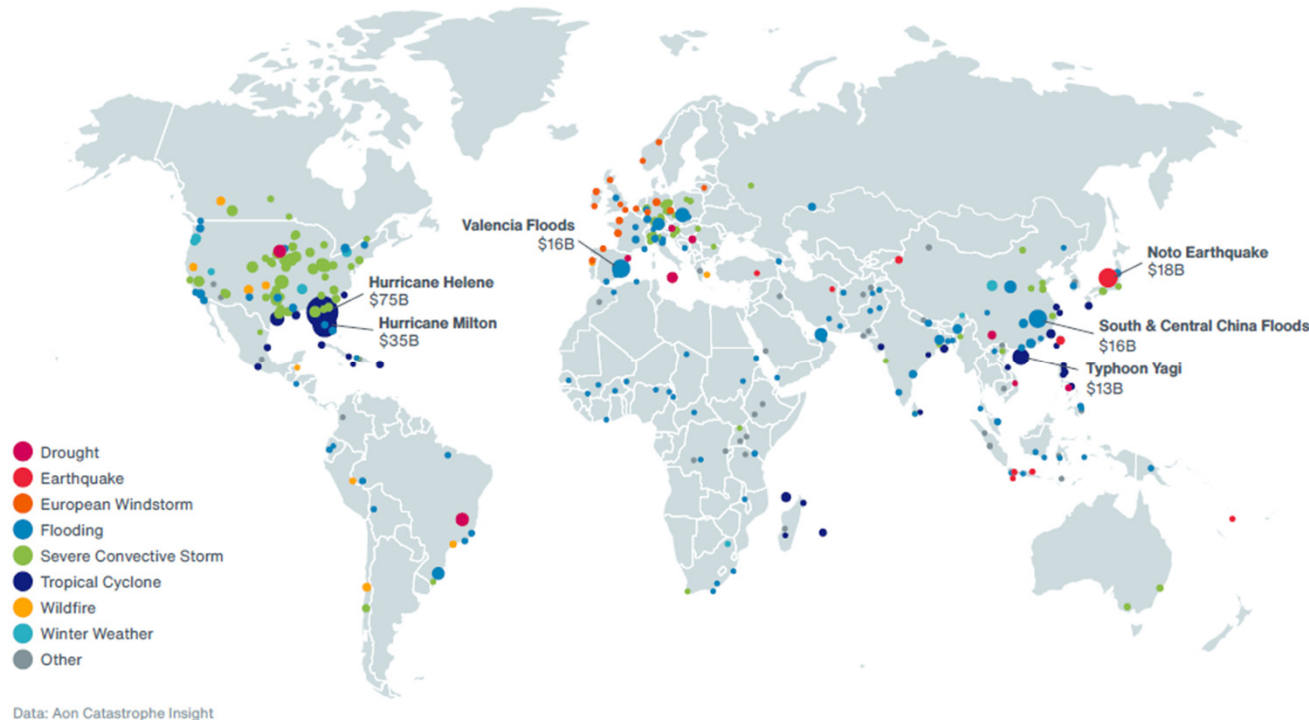 Valencia Floods
$16B
Noto Earthquake
$18B
Hurricane Helene
$75B
Hurricane Milton
$35B
South & Central China Floods
$16B
Typhoon Yagi
$13B
Drought
Earthquake
European Windstorm
Flooding
Severe Convective Storm
Tropical Cyclone
Wildfire
Winter Weather
Other
Data: Aon Catastrophe Insight